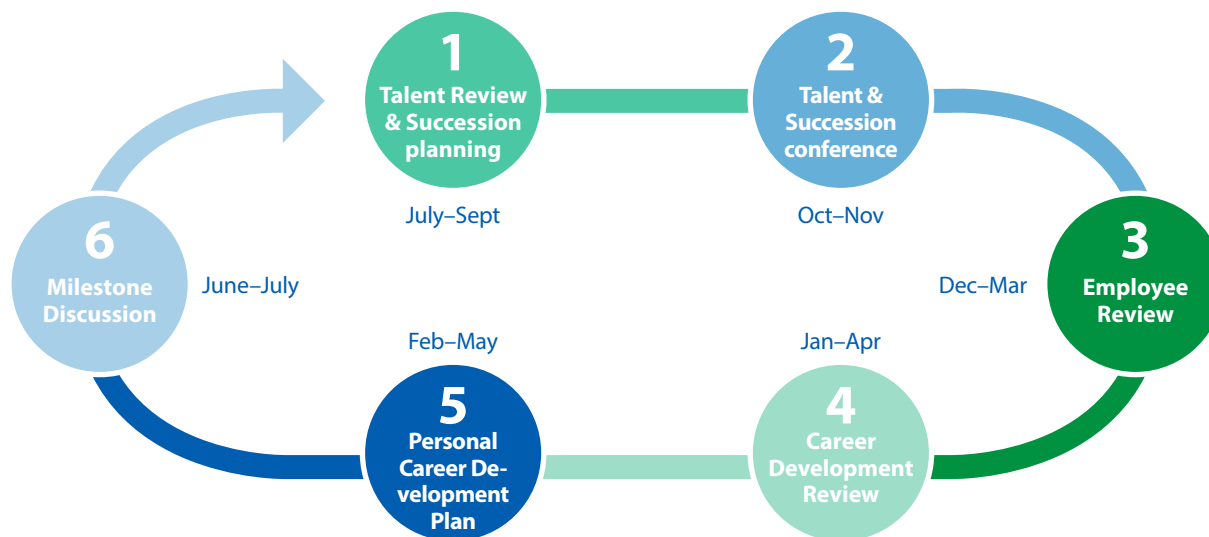 1
Talent Review
& Succession
planning
July–Sept
2
Talent &
Succession
conference
Oct–Nov
3
Employee
Review
Dec–Mar
4
Career
Development
Review
Jan–Apr
5
Personal
Career De-
velopment
Plan
Feb–May
6
Milestone
Discussion
June–July